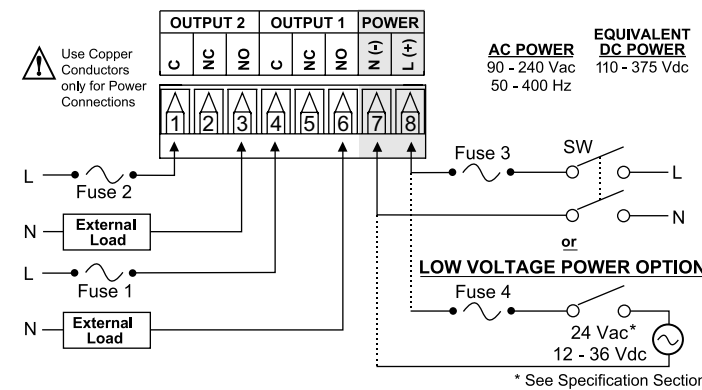 OUTPUT 2 OUTPUT 1 POWER
C NC NO C NC NO N (-) L (+)
1 2 3 4 5 6 7 8
Use Copper
Conductors
only for Power
Connections
AC POWER
90 - 240 Vac
50 - 400 Hz
EQUIVALENT
DC POWER
110 - 375 Vdc
L
Fuse 2
N
External
Load
L
Fuse 1
N
External
Load
Fuse 3
SW
L
N
or
LOW VOLTAGE POWER OPTION
Fuse 4
24 Vac*
12 - 36 Vdc
* See Specification Section